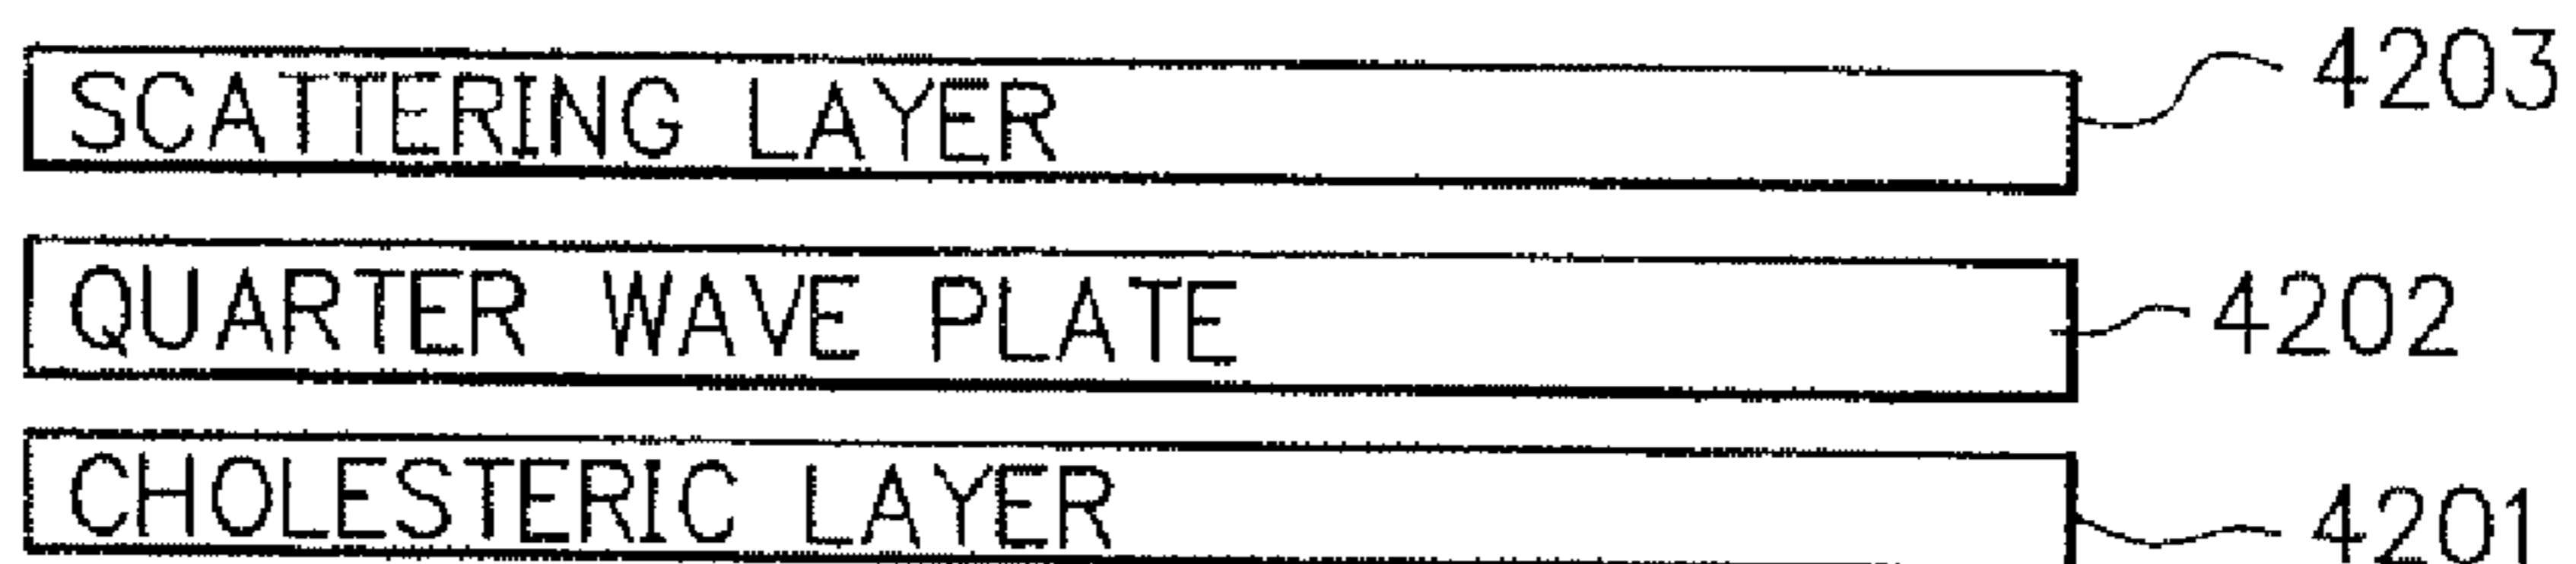 SCATTERING LAYER 4203
QUARTER WAVE PLATE 4202
CHOLESTERIC LAYER 4201